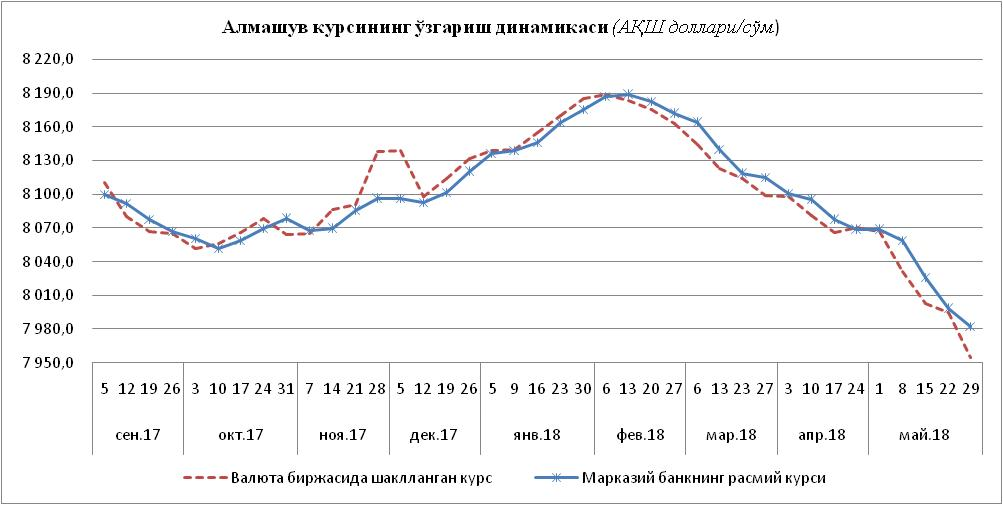 Алмашув курсининг ўзгариш динамикаси (АҚШ доллари/сўм)
8 220,0
8 190,0
8 160,0
8 130,0
8 100,0
8 070,0
8 040,0
8 010,0
7 980,0
7 950,0
5 12 19 26 3 10 17 24 31 7 14 21 28 5 12 19 26 5 9 16 23 30 6 13 20 27 6 13 23 27 3 10 17 24 1 8 15 22 29
сен.17 окт.17 ноя.17 дек.17 янв.18 фев.18 мар.18 апр.18 май.18
Валюта биржасида шаклланган курс Марказий банкнинг расмий курси